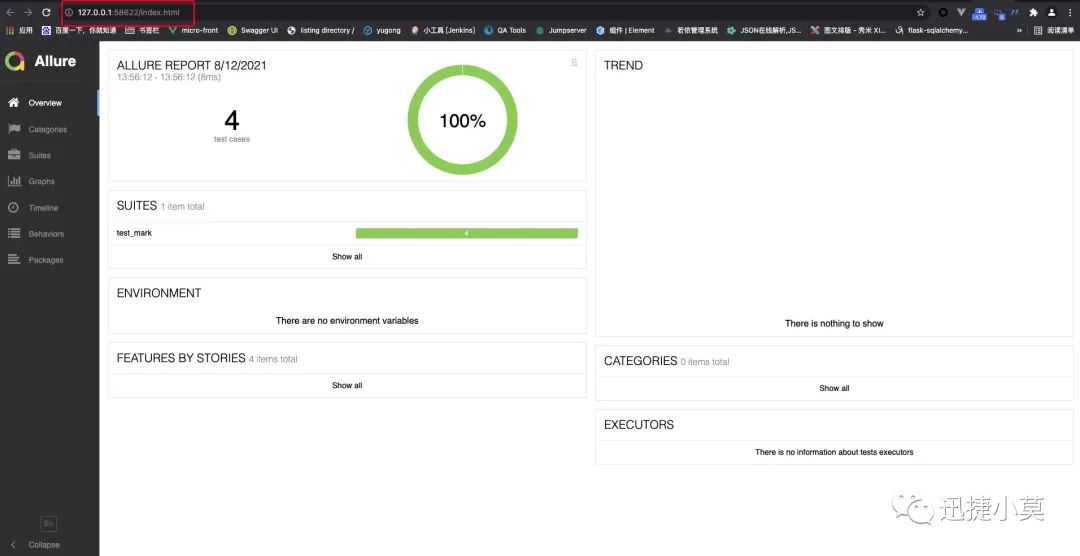 127.0.0.1:58622/index.html
应用 百度一下，你就知道 书签栏 micro-front Swagger UI listing directory / yugong 小工具 [Jenkins] QA Tools Jumpserver 组件 | Element 若依管理系统 JSON在线解析,JS... 图文排版 - 秀米 XI... flask-sqlalchemy... » 阅读清单
Allure
Overview
Categories
Suites
Graphs
Timeline
Behaviors
Packages
En
Collapse
ALLURE REPORT 8/12/2021
13:56:12 - 13:56:12 (8ms)
4
test cases
100%
SUITES 1 item total
test_mark 4
Show all
ENVIRONMENT
There are no environment variables
FEATURES BY STORIES 4 items total
Show all
TREND
There is nothing to show
CATEGORIES 0 items total
Show all
EXECUTORS
There is no information about tests executors
迅捷小莫